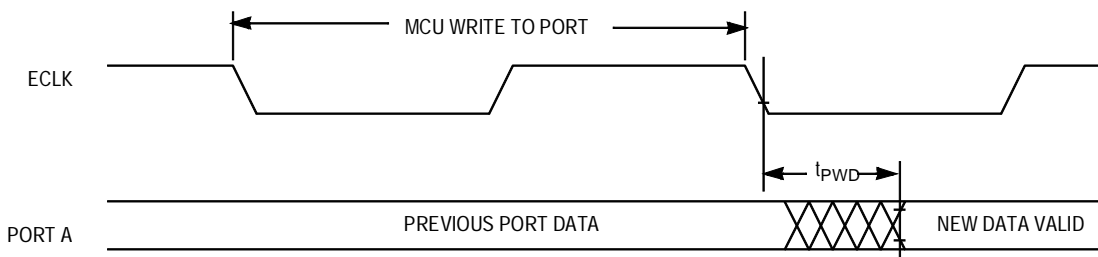 MCU WRITE TO PORT
ECLK
tPWD
PREVIOUS PORT DATA
NEW DATA VALID
PORT A